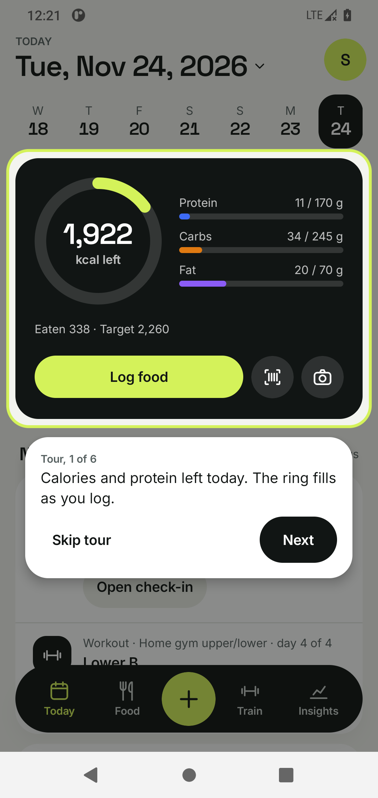 12:21
LTE
TODAY
Tue, Nov 24, 2026
S
W T F S S M T
18 19 20 21 22 23 24
1,922
kcal left
Protein 11 / 170 g
Carbs 34 / 245 g
Fat 20 / 70 g
Eaten 338 · Target 2,260
Log food
Tour, 1 of 6
Calories and protein left today. The ring fills
as you log.
Skip tour Next
Open check-in
Workout · Home gym upper/lower · day 4 of 4
Lower B
Today Food Train Insights